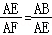 AE/AF = AB/AE